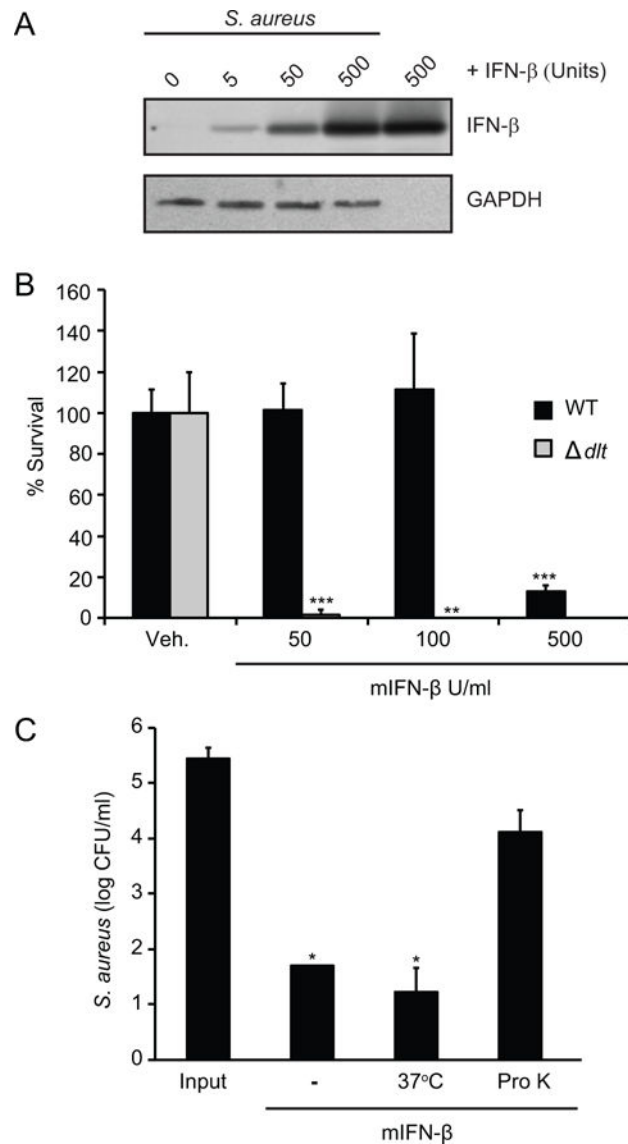 A
S. aureus
0 5 50 500 500 + IFN-β (Units)
IFN-β
GAPDH
B
160
140
120
100
80
60
40
20
0
% Survival
WT
Δdlt
***
**
***
Veh. 50 100 500
mIFN-β U/ml
C
6
5
4
3
2
1
0
S. aureus (log CFU/ml)
*
*
Input - 37°C Pro K
mIFN-β